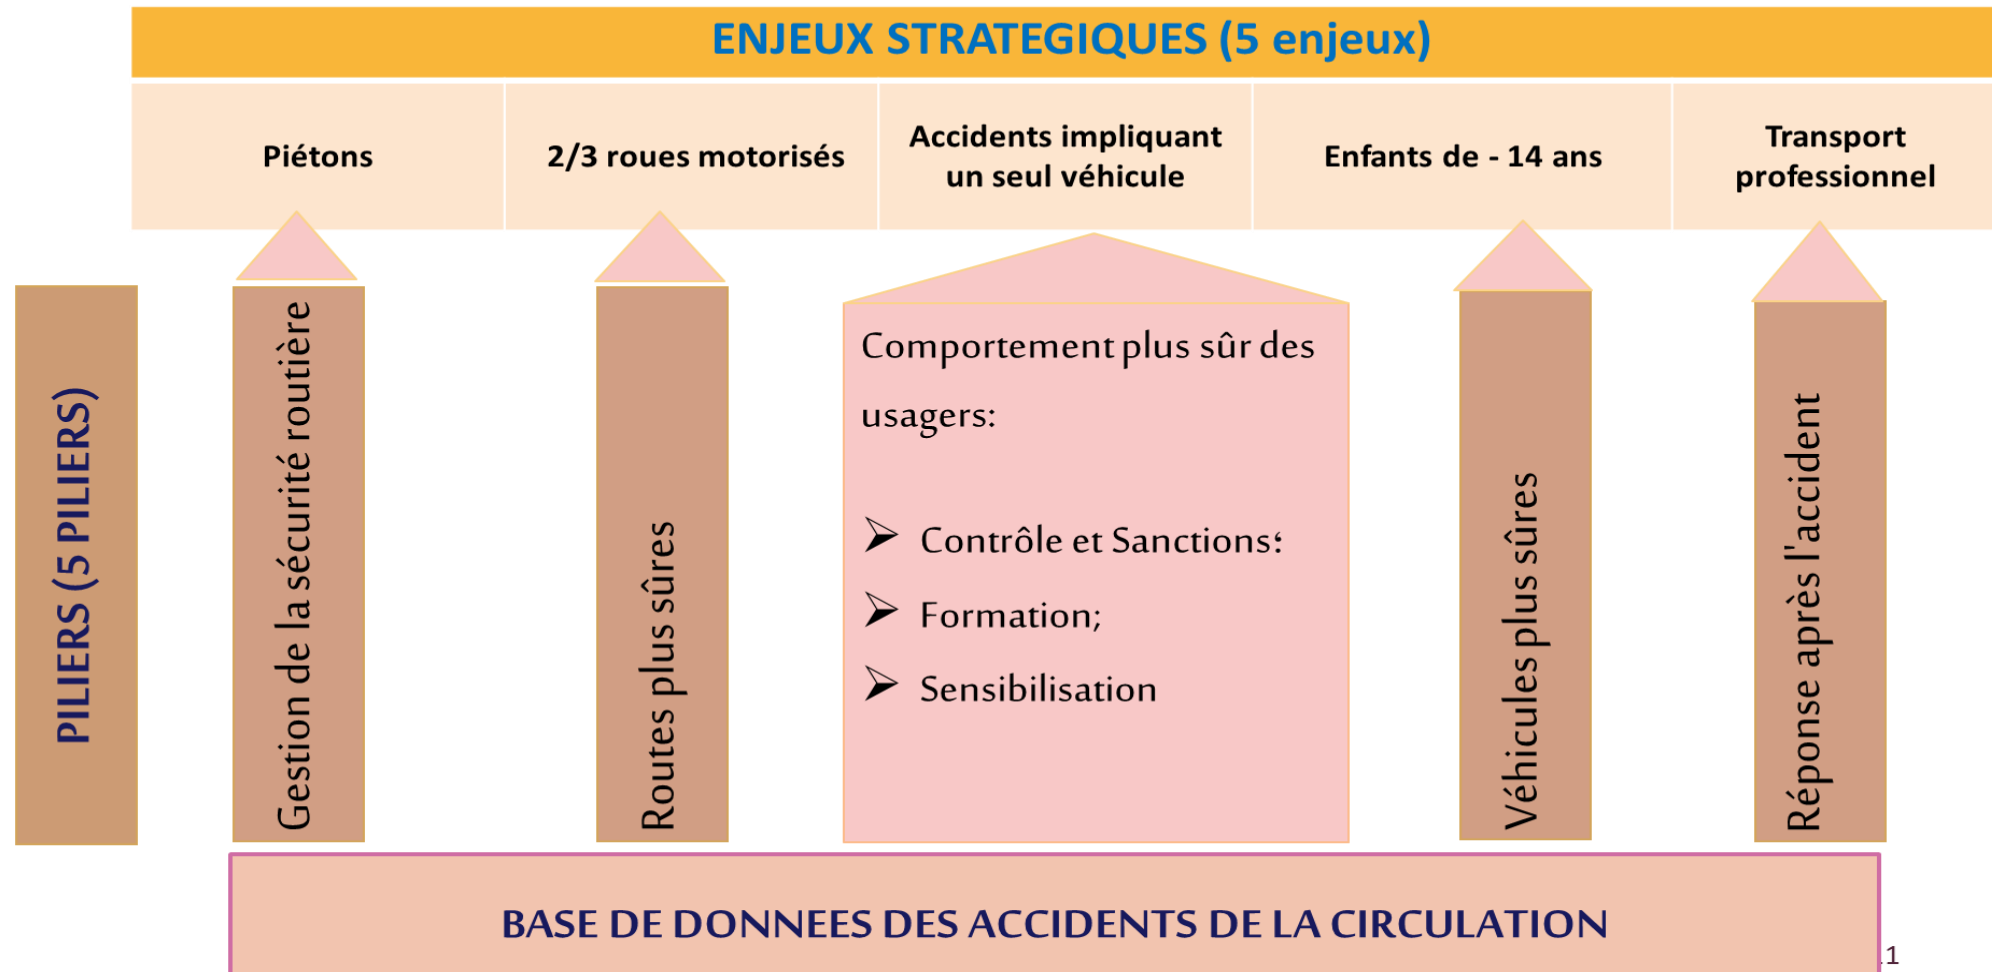 ENJEUX STRATEGIQUES (5 enjeux)
Piétons
2/3 roues motorisés
Accidents impliquant
un seul véhicule
Enfants de - 14 ans
Transport
professionnel
PILIERS (5 PILIERS)
Gestion de la sécurité routière
Routes plus sûres
Comportement plus sûr des
usagers:
➢ Contrôle et Sanctions؛
➢ Formation;
➢ Sensibilisation
Véhicules plus sûres
Réponse après l'accident
BASE DE DONNEES DES ACCIDENTS DE LA CIRCULATION